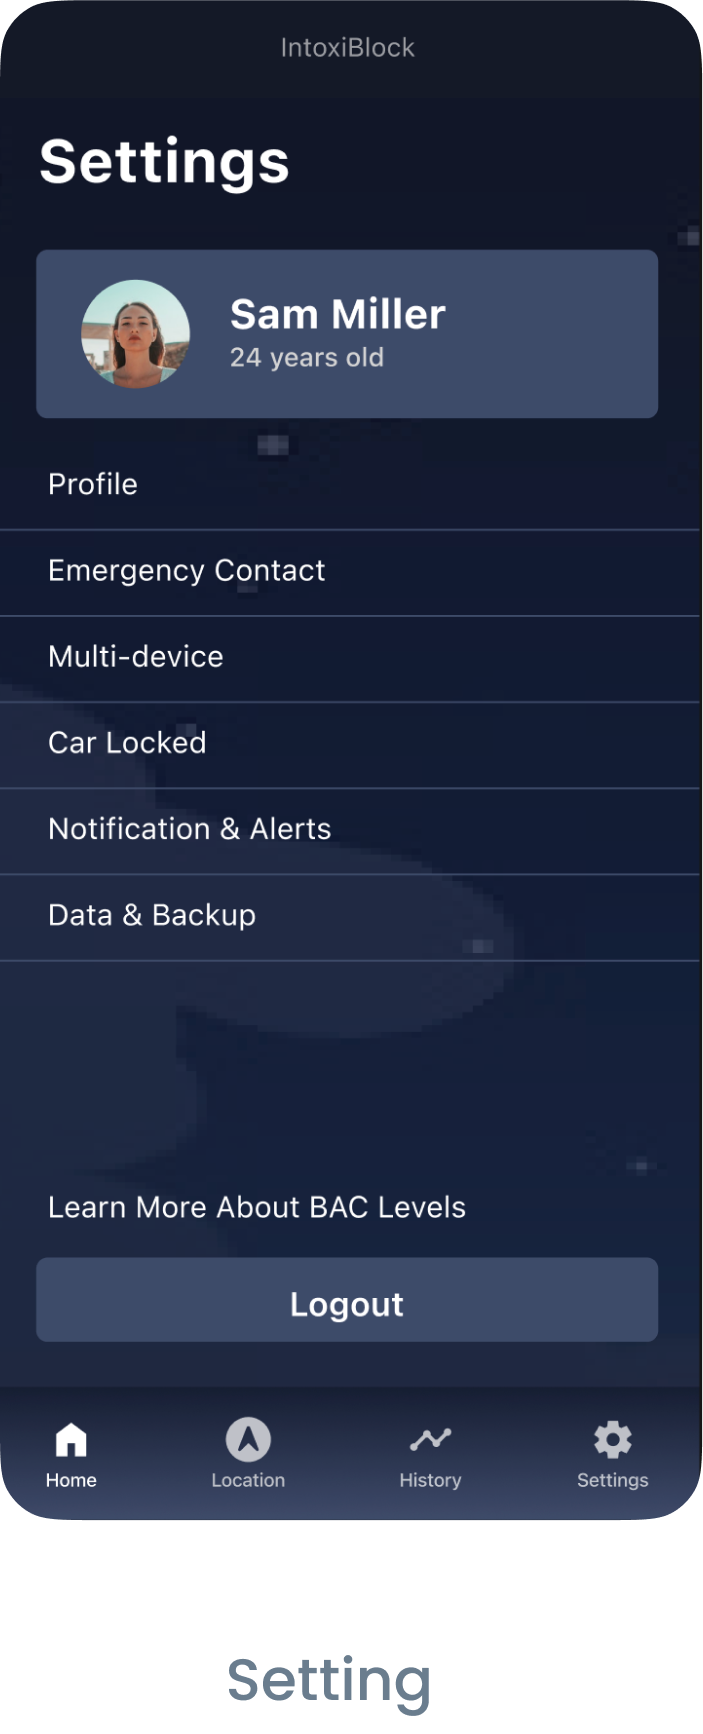 IntoxiBlock
Settings
Sam Miller
24 years old
Profile
Emergency Contact
Multi-device
Car Locked
Notification & Alerts
Data & Backup
Learn More About BAC Levels
Logout
Home
Location
History
Settings
Setting